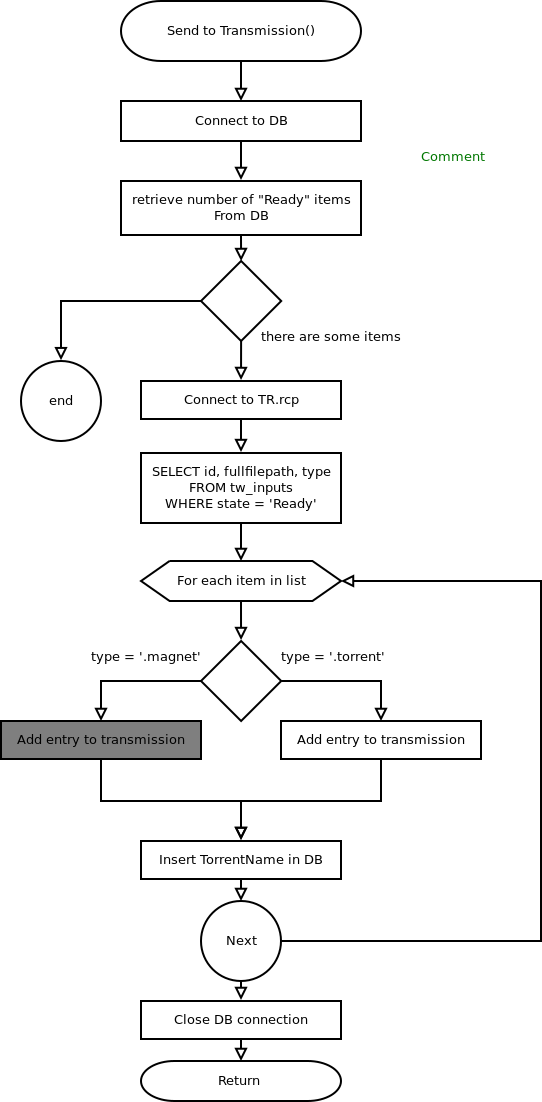 Send to Transmission()
Connect to DB
Comment
retrieve number of "Ready" items
From DB
there are some items
end
Connect to TR.rcp
SELECT id, fullfilepath, type
FROM tw_inputs
WHERE state = 'Ready'
For each item in list
type = '.magnet'
type = '.torrent'
Add entry to transmission
Add entry to transmission
Insert TorrentName in DB
Next
Close DB connection
Return